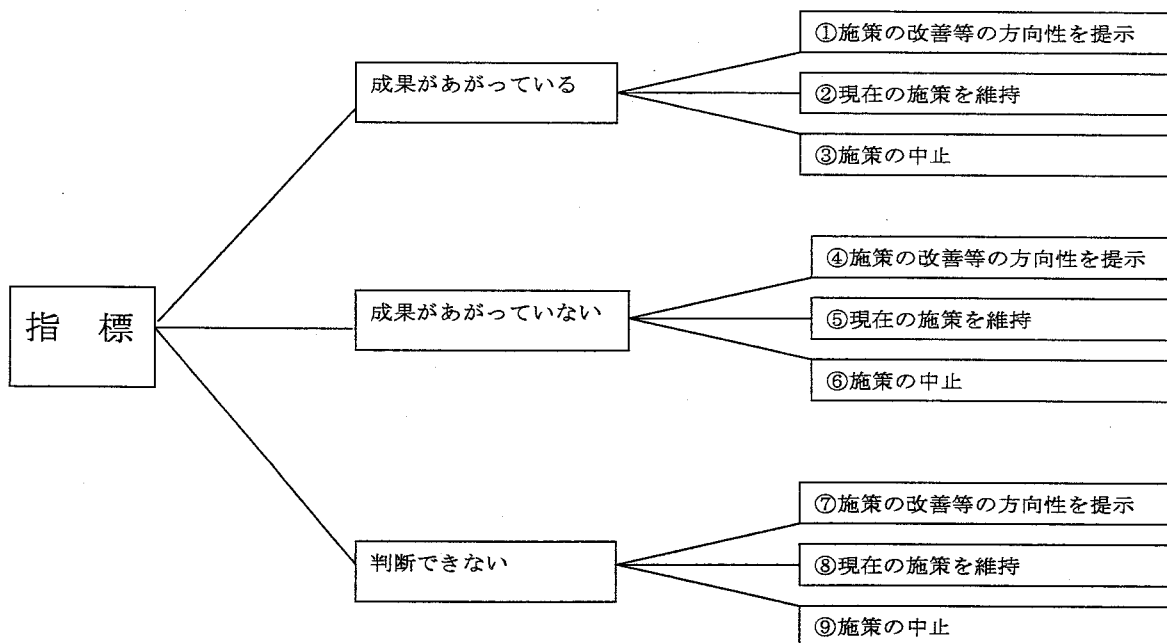 指　標
成果があがっている
①施策の改善等の方向性を提示
②現在の施策を維持
③施策の中止
成果があがっていない
④施策の改善等の方向性を提示
⑤現在の施策を維持
⑥施策の中止
判断できない
⑦施策の改善等の方向性を提示
⑧現在の施策を維持
⑨施策の中止